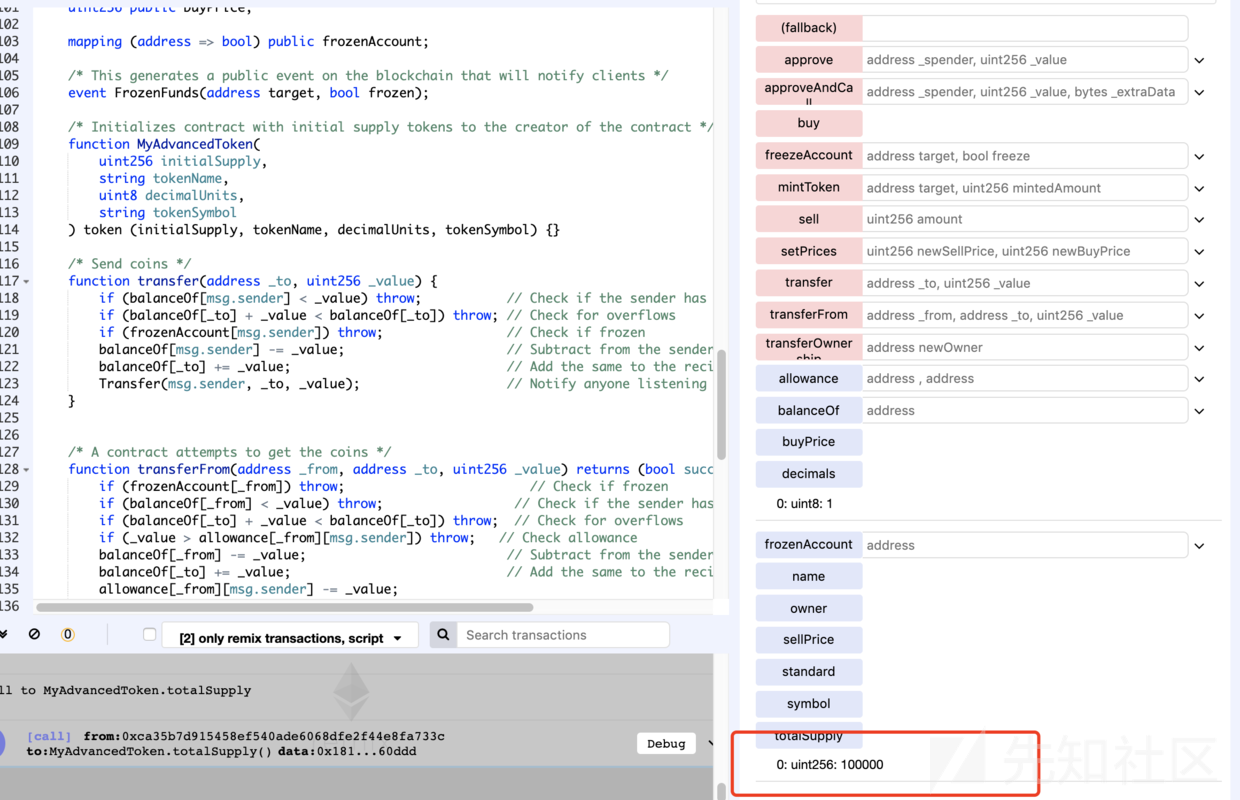 101 uint256 public buyPrice;
102
103 mapping (address => bool) public frozenAccount;
104
105 /* This generates a public event on the blockchain that will notify clients */
106 event FrozenFunds(address target, bool frozen);
107
108 /* Initializes contract with initial supply tokens to the creator of the contract */
109 function MyAdvancedToken(
110 uint256 initialSupply,
111 string tokenName,
112 uint8 decimalUnits,
113 string tokenSymbol
114 ) token (initialSupply, tokenName, decimalUnits, tokenSymbol) {}
115
116 /* Send coins */
117 function transfer(address _to, uint256 _value) {
118 if (balanceOf[msg.sender] < _value) throw; // Check if the sender has
119 if (balanceOf[_to] + _value < balanceOf[_to]) throw; // Check for overflows
120 if (frozenAccount[msg.sender]) throw; // Check if frozen
121 balanceOf[msg.sender] -= _value; // Subtract from the sender
122 balanceOf[_to] += _value; // Add the same to the reci
123 Transfer(msg.sender, _to, _value); // Notify anyone listening
124 }
125
126
127 /* A contract attempts to get the coins */
128 function transferFrom(address _from, address _to, uint256 _value) returns (bool succ
129 if (frozenAccount[_from]) throw; // Check if frozen
130 if (balanceOf[_from] < _value) throw; // Check if the sender has
131 if (balanceOf[_to] + _value < balanceOf[_to]) throw; // Check for overflows
132 if (_value > allowance[_from][msg.sender]) throw; // Check allowance
133 balanceOf[_from] -= _value; // Subtract from the sender
134 balanceOf[_to] += _value; // Add the same to the reci
135 allowance[_from][msg.sender] -= _value;
136
0 [2] only remix transactions, script Search transactions
ll to MyAdvancedToken.totalSupply
[call] from:0xca35b7d915458ef540ade6068dfe2f44e8fa733c
to:MyAdvancedToken.totalSupply() data:0x181...60ddd
Debug
(fallback)
approve address _spender, uint256 _value
approveAndCall address _spender, uint256 _value, bytes _extraData
buy
freezeAccount address target, bool freeze
mintToken address target, uint256 mintedAmount
sell uint256 amount
setPrices uint256 newSellPrice, uint256 newBuyPrice
transfer address _to, uint256 _value
transferFrom address _from, address _to, uint256 _value
transferOwnership address newOwner
allowance address , address
balanceOf address
buyPrice
decimals
0: uint8: 1
frozenAccount address
name
owner
sellPrice
standard
symbol
totalSupply
0: uint256: 100000
先知社区